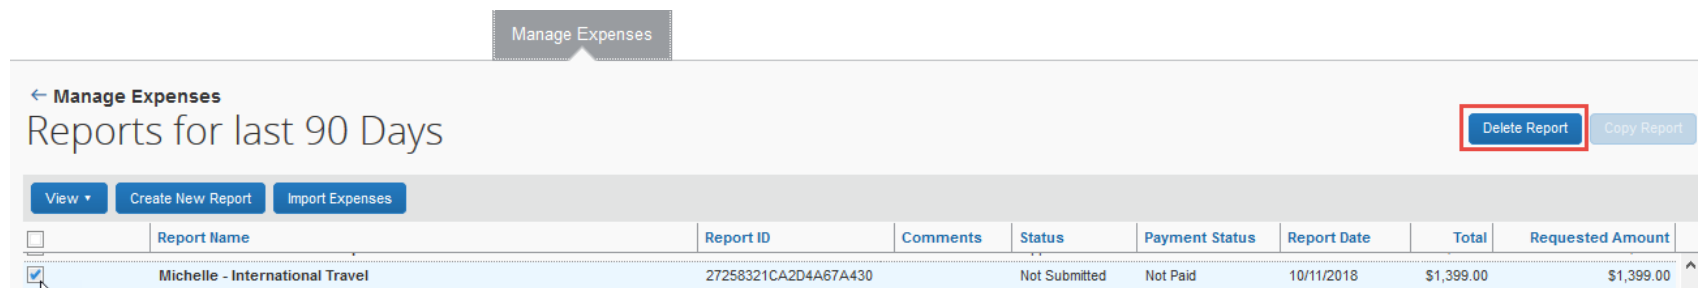 Manage Expenses
← Manage Expenses
Reports for last 90 Days
Delete Report Copy Report
View ▾ Create New Report Import Expenses
Report Name Report ID Comments Status Payment Status Report Date Total Requested Amount
Michelle - International Travel 27258321CA2D4A67A430 Not Submitted Not Paid 10/11/2018 $1,399.00 $1,399.00